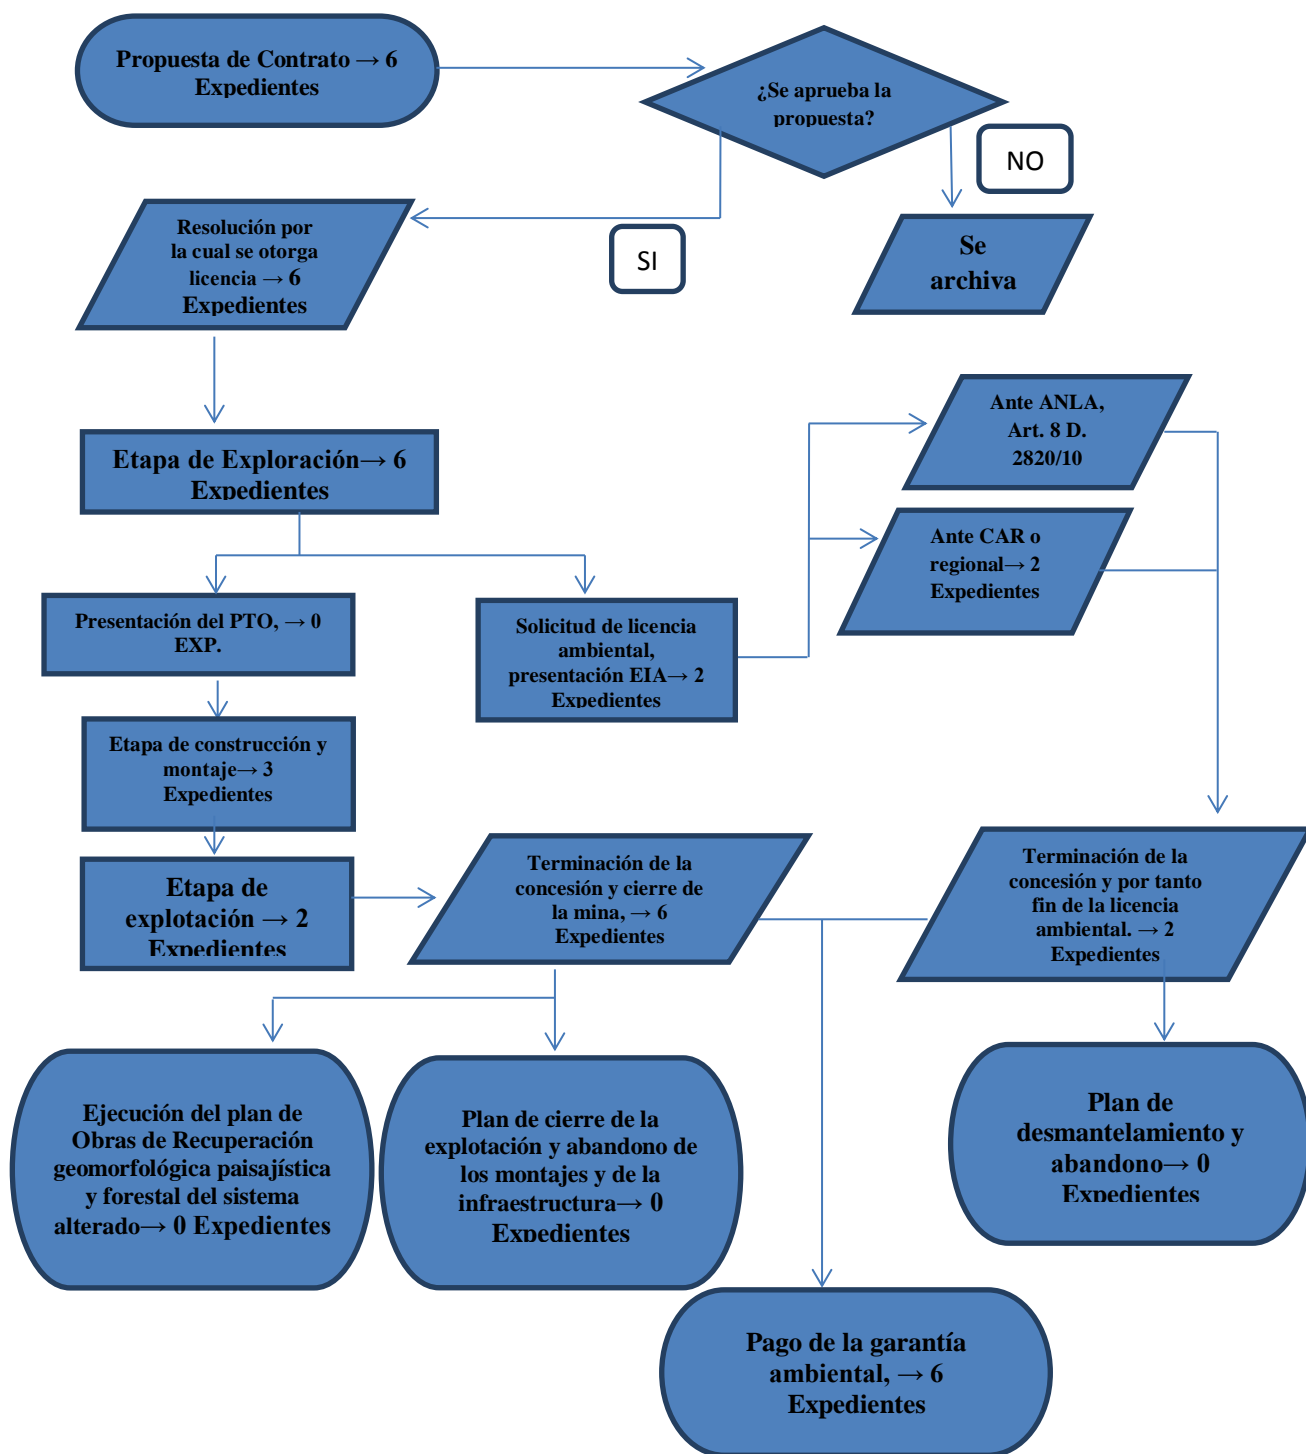 Propuesta de Contrato → 6
Expedientes
¿Se aprueba la
propuesta?
NO
SI
Resolución por
la cual se otorga
licencia → 6
Expedientes
Se
archiva
Etapa de Exploración→ 6
Expedientes
Ante ANLA,
Art. 8 D.
2820/10
Ante CAR o
regional→ 2
Expedientes
Presentación del PTO, → 0
EXP.
Solicitud de licencia
ambiental,
presentación EIA→ 2
Expedientes
Etapa de construcción y
montaje→ 3
Expedientes
Etapa de
explotación → 2
Expedientes
Terminación de la
concesión y cierre de
la mina, → 6
Expedientes
Terminación de la
concesión y por tanto
fin de la licencia
ambiental. → 2
Expedientes
Ejecución del plan de
Obras de Recuperación
geomorfológica paisajística
y forestal del sistema
alterado→ 0 Expedientes
Plan de cierre de la
explotación y abandono de
los montajes y de la
infraestructura→ 0
Expedientes
Plan de
desmantelamiento y
abandono→ 0
Expedientes
Pago de la garantía
ambiental, → 6
Expedientes